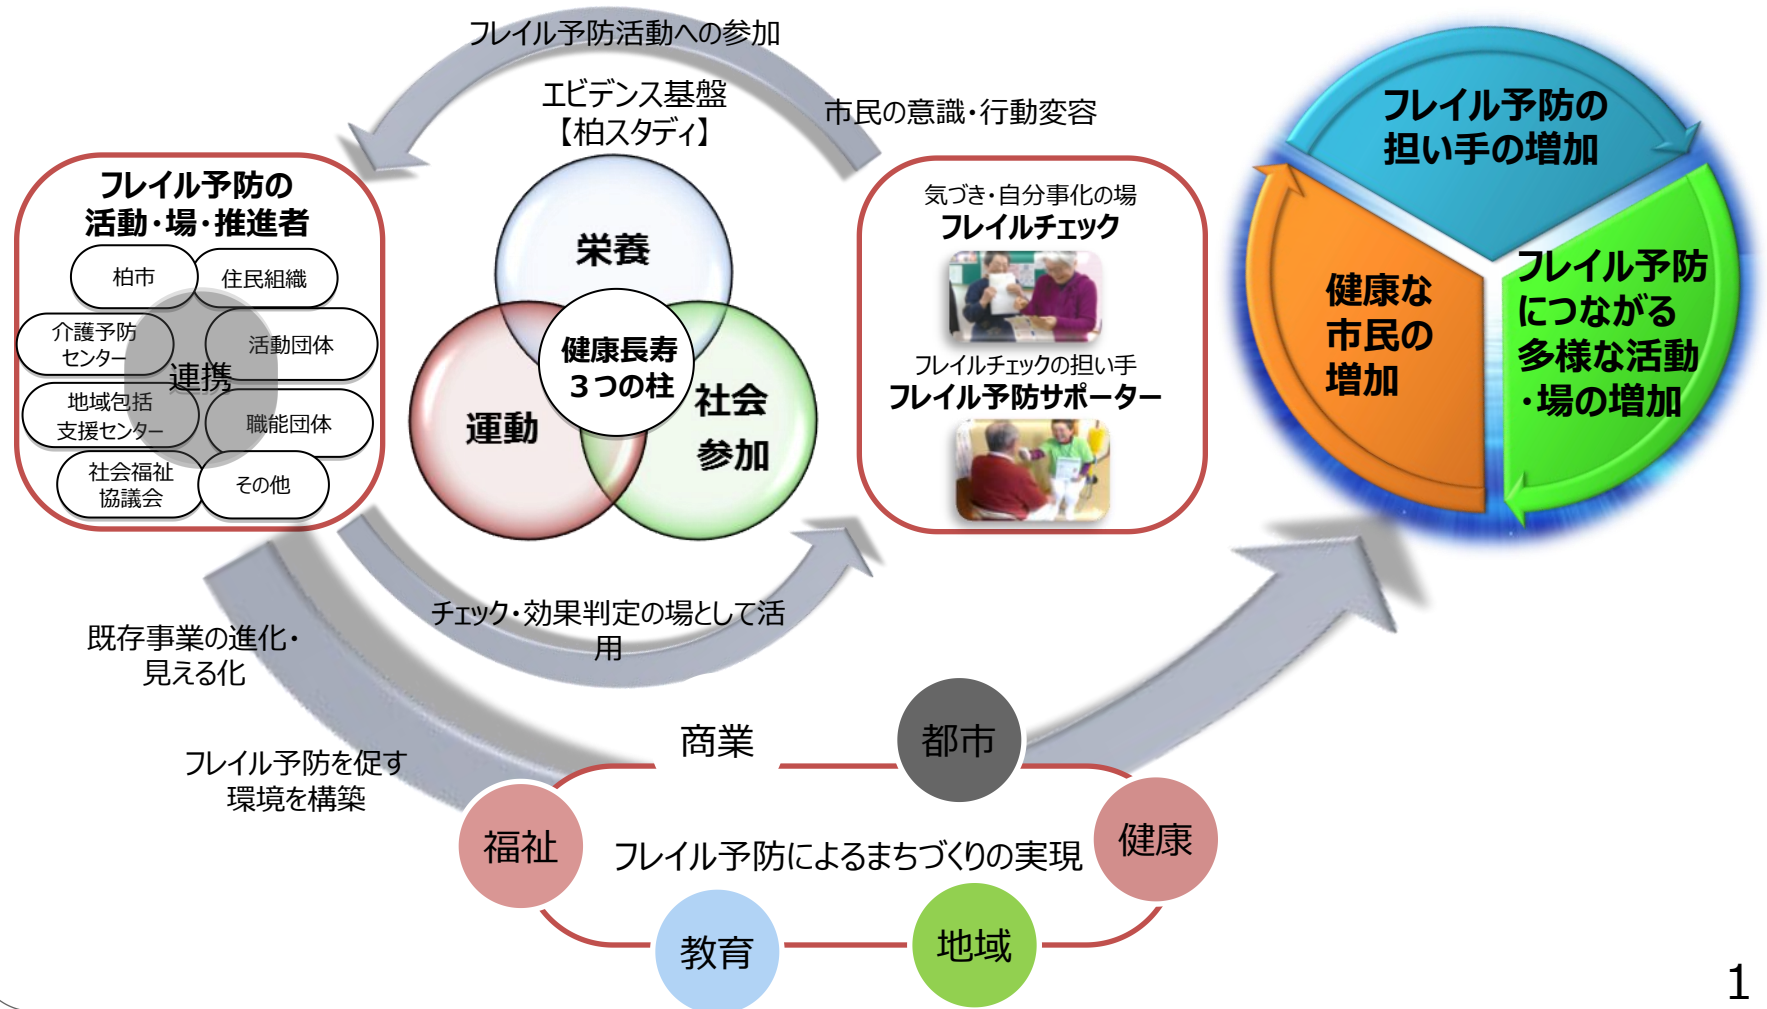 フレイル予防活動への参加
エビデンス基盤
【柏スタディ】
市民の意識・行動変容
フレイル予防の
活動・場・推進者
柏市
住民組織
介護予防
センター
活動団体
連携
地域包括
支援センター
職能団体
社会福祉
協議会
その他
栄養
健康長寿
３つの柱
運動
社会
参加
気づき・自分事化の場
フレイルチェック
フレイルチェックの担い手
フレイル予防サポーター
フレイル予防の
担い手の増加
健康な
市民の
増加
フレイル予防
につながる
多様な活動
・場の増加
チェック・効果判定の場として活
用
既存事業の進化・
見える化
フレイル予防を促す
環境を構築
商業
都市
福祉
健康
フレイル予防によるまちづくりの実現
教育
地域
1